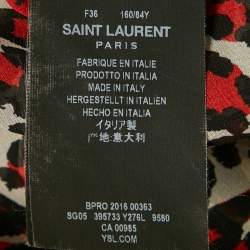 F36 160/84Y
SAINT LAURENT
PARIS
FABRIQUE EN ITALIE
PRODOTTO IN ITALIA
MADE IN ITALY
HERGESTELLT IN ITALIEN
HECHO EN ITALIA
イタリア製
地:意大利
BPRO 2016 00363
SG05 395733 Y276L 9580
CA 00985
YSL.COM